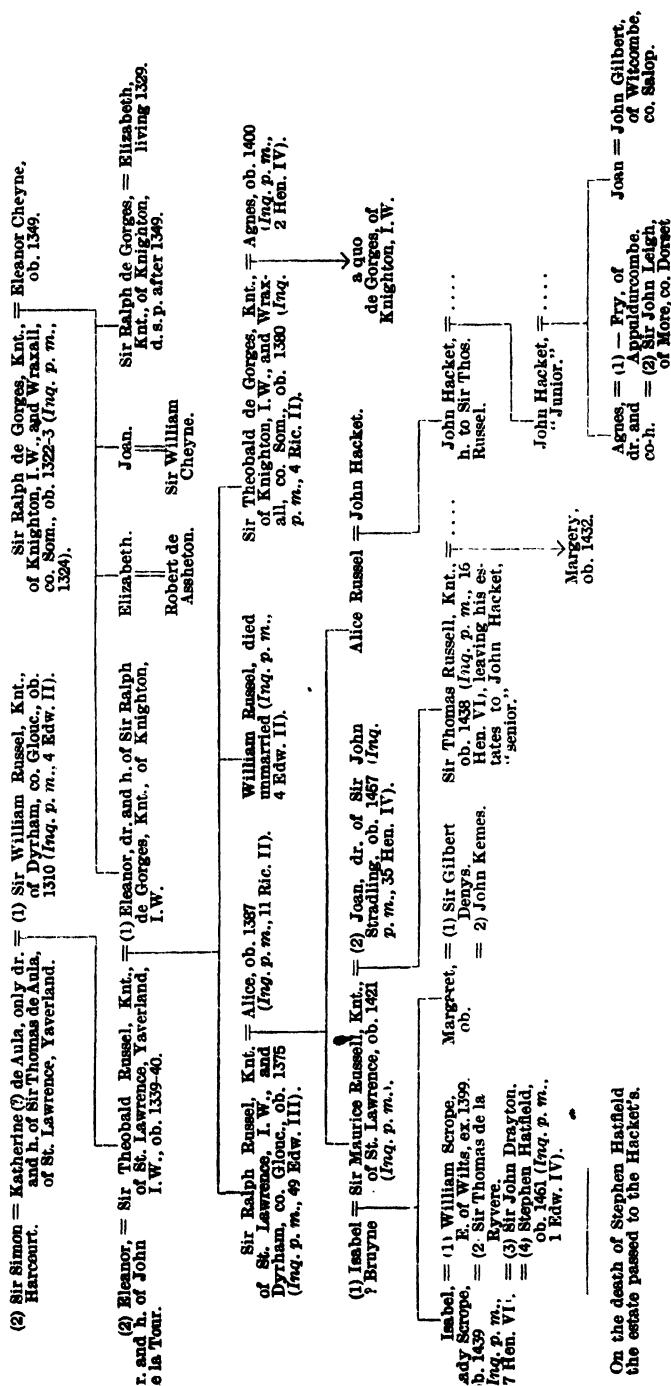 (2) Sir Simon = Katherine (?) de Aula, only dr. = (1) Sir William Russel, Knt.,
Harcourt. and h. of Sir Thomas de Aula, of Dyrham, co. Glouc., ob.
of St. Lawrence, Yaverland. 1310 (Inq. p. m., 4 Edw. II).
Sir Ralph de Gorges, Knt., = Eleanor Cheyne,
of Knighton, I.W., and Wraxall, ob. 1349.
co. Som., ob. 1322-3 (Inq. p. m.,
1324).
(2) Eleanor, = Sir Theobald Russel, Knt., = (1) Eleanor, dr. and h. of Sir Ralph
r. and h. of John of St. Lawrence, Yaverland, de Gorges, Knt., of Knighton,
e la Tour. I.W., ob. 1339-40. I.W.
Elizabeth.
Robert de
Assheton.
Joan.
Sir William
Cheyne.
Sir Ralph de Gorges, = Elizabeth,
Knt., of Knighton, living 1329.
d. s. p. after 1349.
Sir Ralph Russel, Knt. = Alice, ob. 1387
of St. Lawrence, I.W., and (Inq. p. m., 11 Ric. II).
Dyrham, co. Glouc., ob. 1375
(Inq. p. m., 49 Edw. III).
William Russel, died
unmarried (Inq. p. m.,
4 Edw. II).
Sir Theobald de Gorges, Knt., = Agnes, ob. 1400
of Knighton, I.W., and Wrax- (Inq. p. m.,
all, co. Som., ob. 1380 (Inq. 2 Hen. IV).
p. m., 4 Ric. II).
a quo
de Gorges, of
Knighton, I.W.
(1) Isabel = Sir Maurice Russell, Knt., = (2) Joan, dr. of Sir John
? Bruyne of St. Lawrence, ob. 1421 Stradling, ob. 1457 (Inq.
(Inq. p. m.). p. m., 35 Hen. IV).
Alice Russel = John Hacket.
Isabel, = (1) William Scrope,
ady Scrope, E. of Wilts, ex. 1399.
b. 1439 = (2) Sir Thomas de la
Inq. p. m., Ryvere.
7 Hen. VI). = (3) Sir John Drayton.
= (4) Stephen Hatfield,
ob. 1461 (Inq. p. m.,
1 Edw. IV).
Margaret, = (1) Sir Gilbert
ob. Denys.
= 2) John Kemes.
Sir Thomas Russell, Knt., = . . . .
ob. 1438 (Inq. p. m., 16
Hen. VI), leaving his es-
tates to John Hacket,
"senior."
Margery,
ob. 1432.
John Hacket, = . . . .
h. to Sir Thos.
Russel.
John Hacket, = . . . .
"Junior."
Agnes, = (1) — Fry, of
dr. and Appuldurcombe.
co-h. = (2) Sir John Leigh,
of More, co. Dorset
Joan = John Gilbert,
of Witcombe,
co. Salop.
On the death of Stephen Hatfield
the estate passed to the Hacket's.